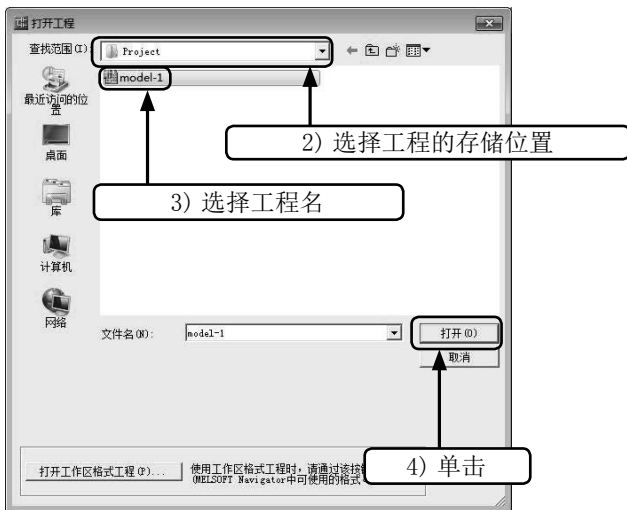 打开工程
查找范围(I):
Project
model-1
最近访问的位置
2) 选择工程的存储位置
桌面
3) 选择工程名
库
计算机
网络
文件名(N):
model-1
打开(O)
取消
4) 单击
打开工作区格式工程(P)...
使用工作区格式工程时,请通过该按
(MELSOFT Navigator中可使用的格式